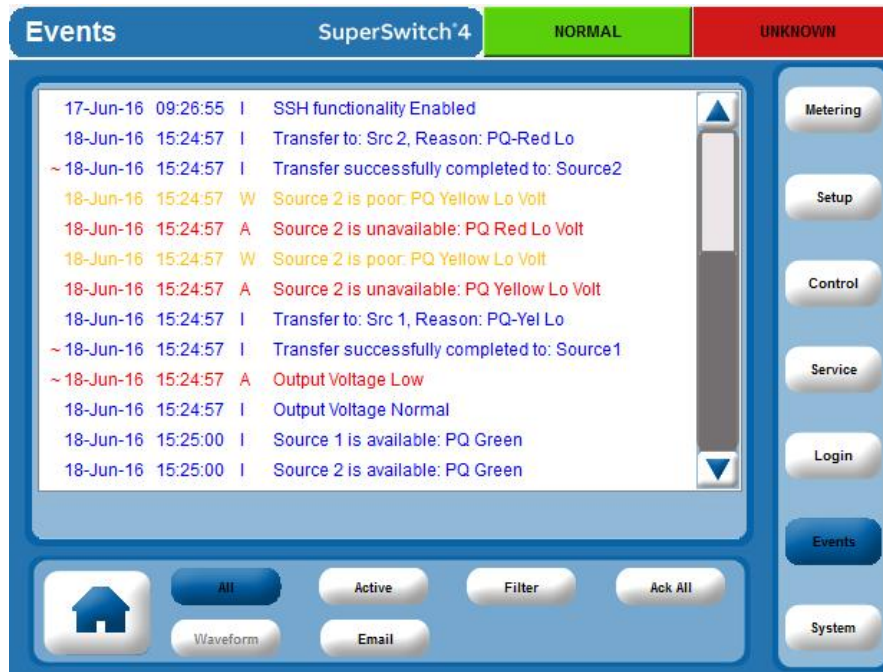 Events SuperSwitch°4 NORMAL UNKNOWN
17-Jun-16 09:26:55 I SSH functionality Enabled
18-Jun-16 15:24:57 I Transfer to: Src 2, Reason: PQ-Red Lo
~ 18-Jun-16 15:24:57 I Transfer successfully completed to: Source2
18-Jun-16 15:24:57 W Source 2 is poor: PQ Yellow Lo Volt
18-Jun-16 15:24:57 A Source 2 is unavailable: PQ Red Lo Volt
18-Jun-16 15:24:57 W Source 2 is poor: PQ Yellow Lo Volt
18-Jun-16 15:24:57 A Source 2 is unavailable: PQ Yellow Lo Volt
18-Jun-16 15:24:57 I Transfer to: Src 1, Reason: PQ-Yel Lo
~ 18-Jun-16 15:24:57 I Transfer successfully completed to: Source1
~ 18-Jun-16 15:24:57 A Output Voltage Low
18-Jun-16 15:24:57 I Output Voltage Normal
18-Jun-16 15:25:00 I Source 1 is available: PQ Green
18-Jun-16 15:25:00 I Source 2 is available: PQ Green
Metering
Setup
Control
Service
Login
Events
System
All Active Filter Ack All
Waveform Email